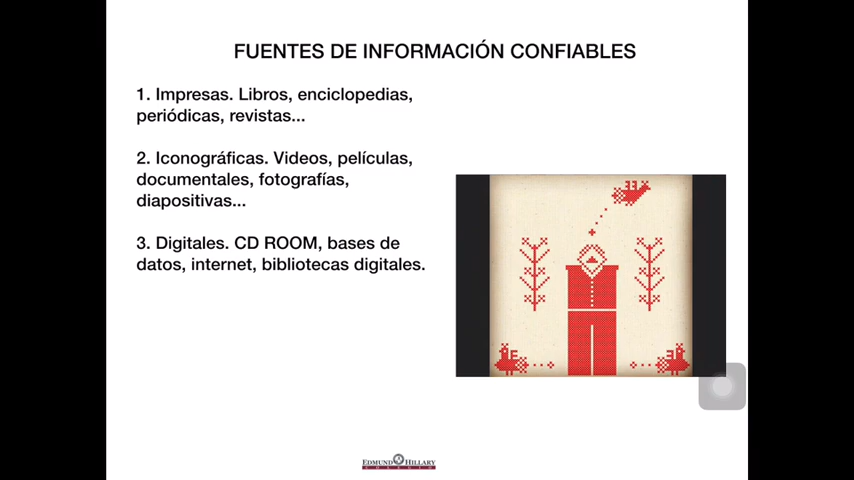 FUENTES DE INFORMACIÓN CONFIABLES
1. Impresas. Libros, enciclopedias,
periódicas, revistas...
2. Iconográficas. Videos, películas,
documentales, fotografías,
diapositivas...
3. Digitales. CD ROOM, bases de
datos, internet, bibliotecas digitales.
EDMUND HILLARY
COLEGIO